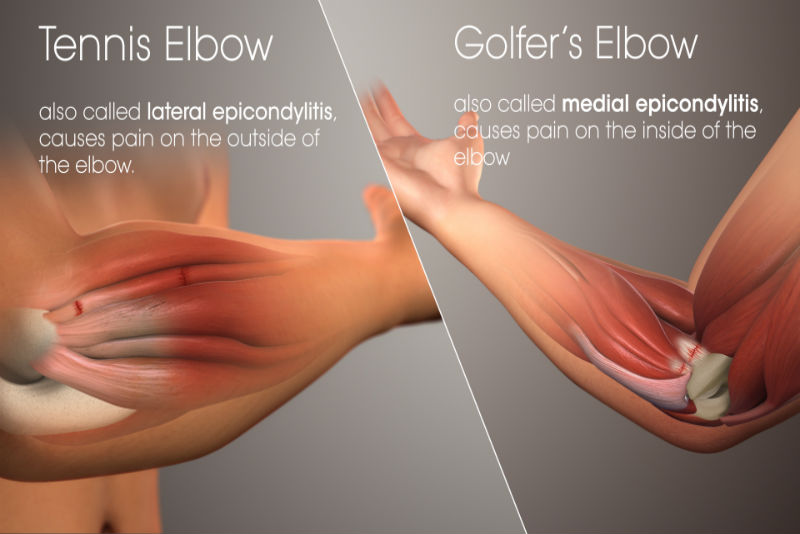 Tennis Elbow
also called lateral epicondylitis,
causes pain on the outside of
the elbow.
Golfer's Elbow
also called medial epicondylitis,
causes pain on the inside of the
elbow